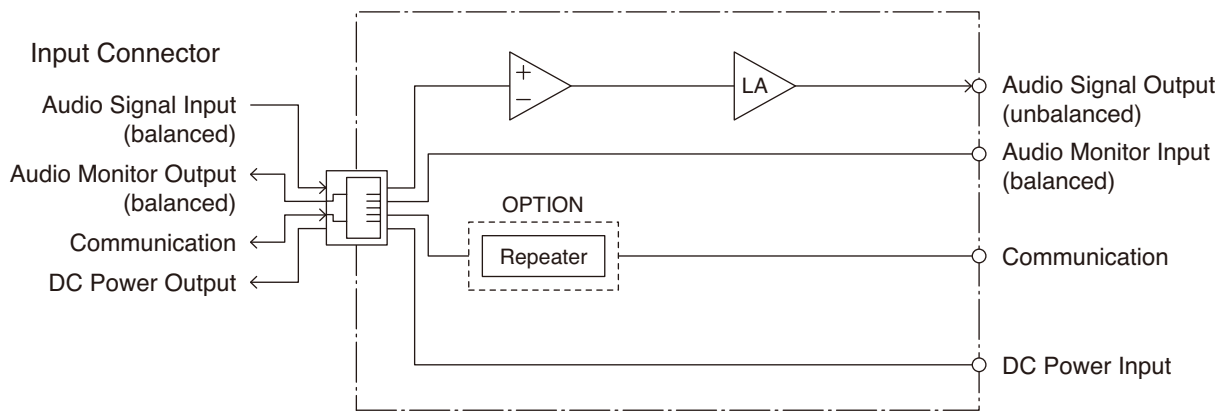 Input Connector
Audio Signal Input
(balanced)
Audio Monitor Output
(balanced)
Communication
DC Power Output
+
−
LA
OPTION
Repeater
Audio Signal Output
(unbalanced)
Audio Monitor Input
(balanced)
Communication
DC Power Input